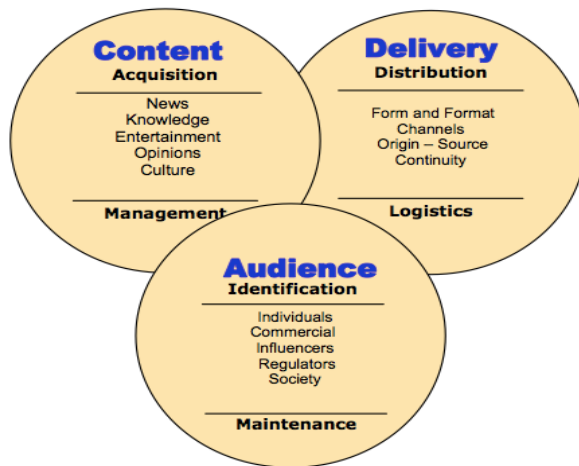 Content
Acquisition
News
Knowledge
Entertainment
Opinions
Culture
Management
Delivery
Distribution
Form and Format
Channels
Origin – Source
Continuity
Logistics
Audience
Identification
Individuals
Commercial
Influencers
Regulators
Society
Maintenance